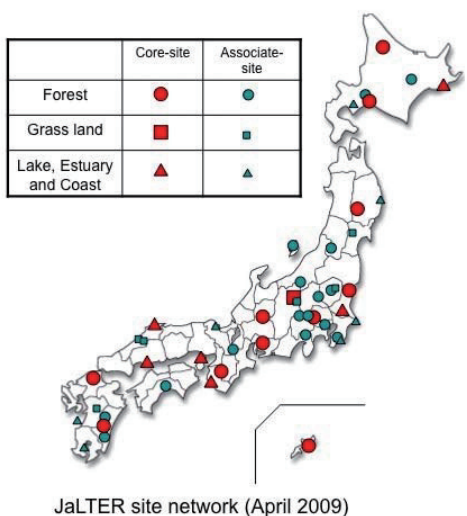 Core-site
Associate-
site
Forest
Grass land
Lake, Estuary
and Coast
JaLTER site network (April 2009)